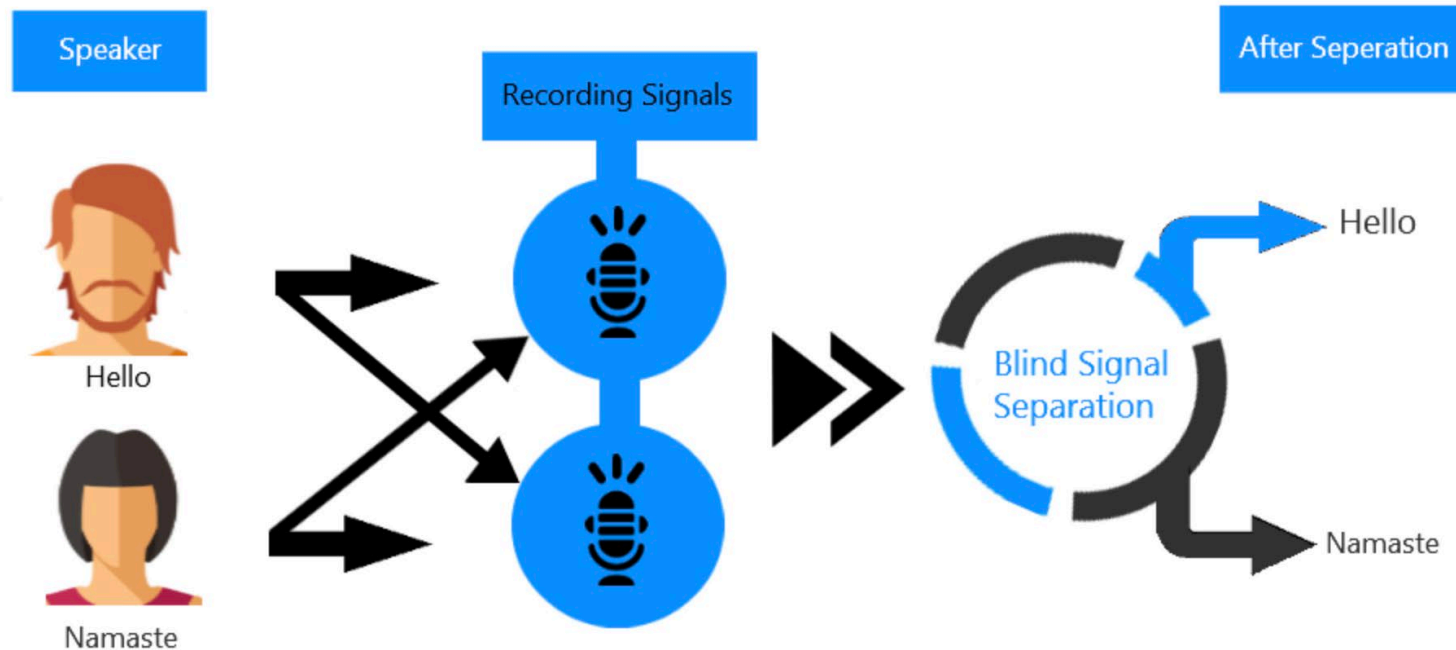 Speaker
Recording Signals
After Seperation
Hello
Namaste
Blind Signal
Separation
Hello
Namaste